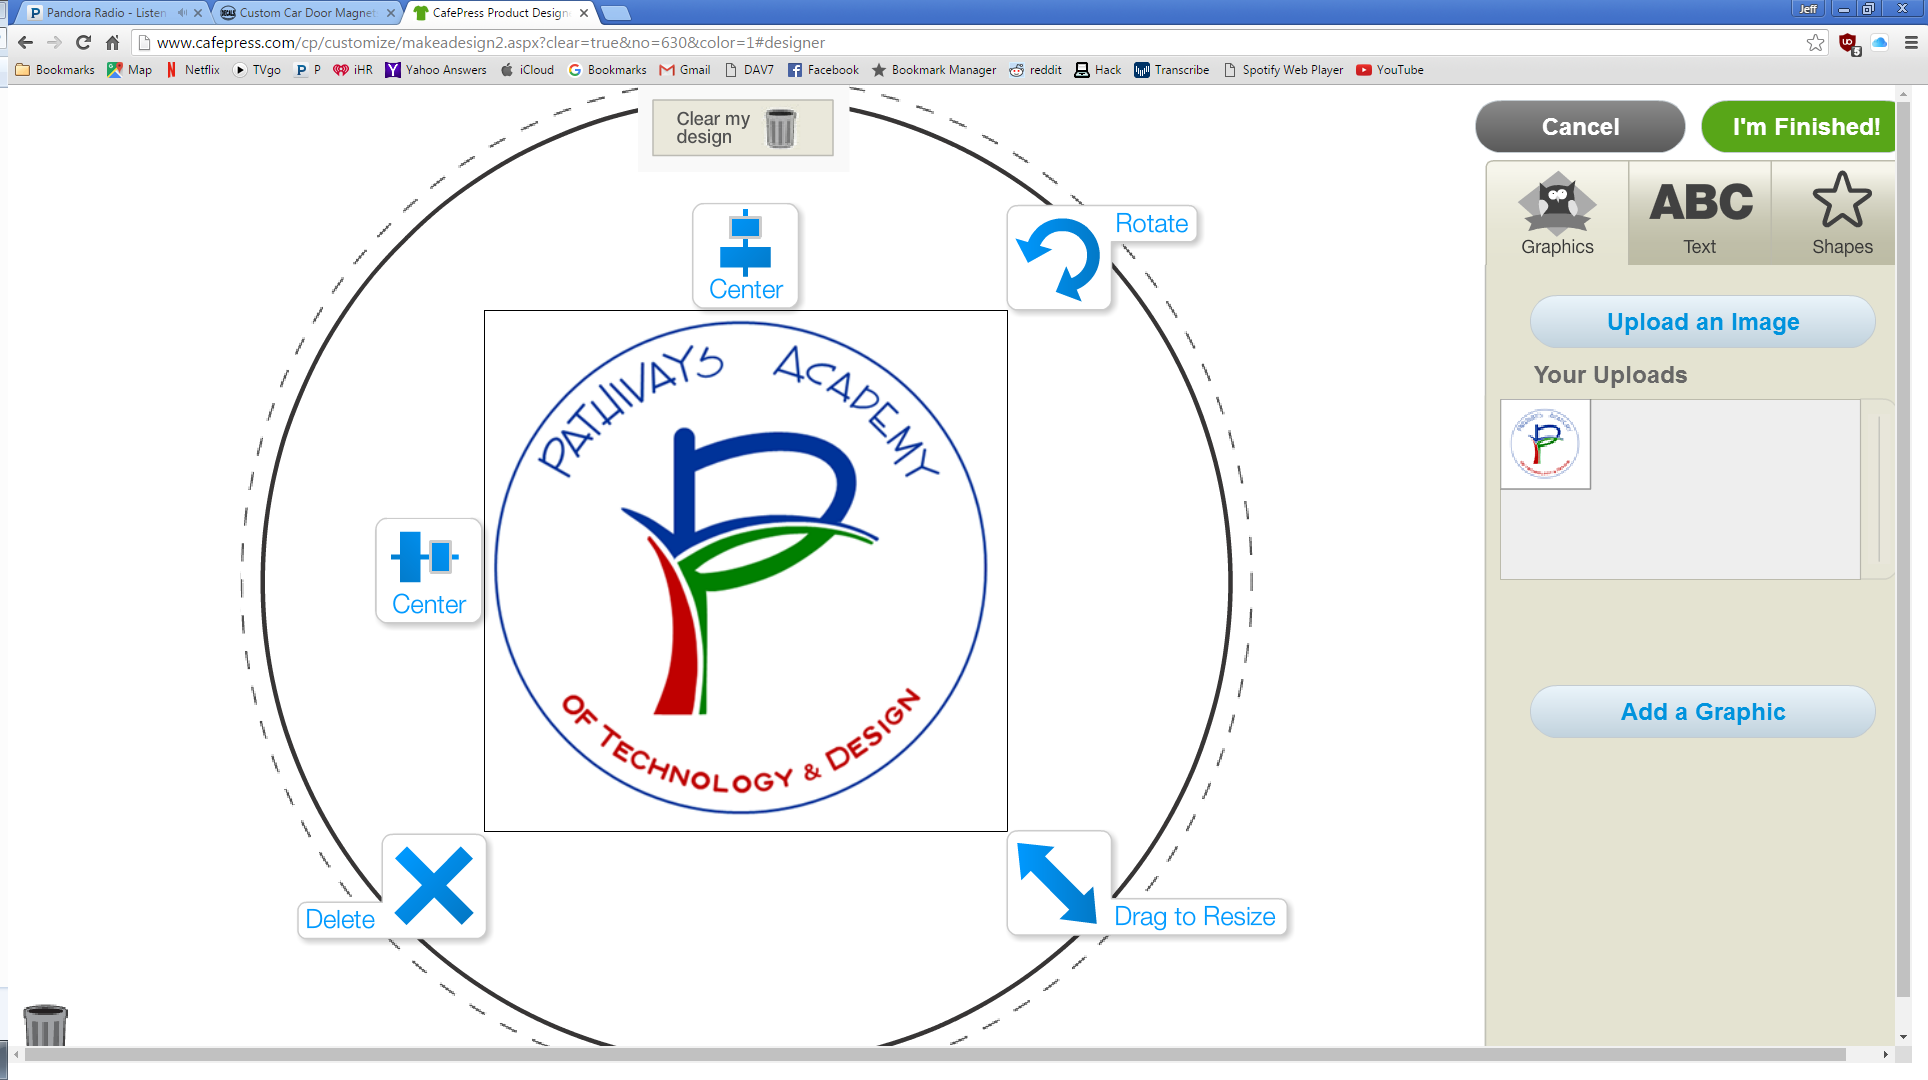 Pandora Radio - Listen
Custom Car Door Magnet
CafePress Product Design
Jeff
www.cafepress.com/cp/customize/makeadesign2.aspx?clear=true&no=630&color=1#designer
5
Bookmarks Map Netflix TVgo P iHR Yahoo Answers iCloud Bookmarks Gmail DAV7 Facebook Bookmark Manager reddit Hack Transcribe Spotify Web Player YouTube
Clear my
design
Cancel
I'm Finished!
Graphics
ABC
Text
Shapes
Center
Rotate
Upload an Image
Your Uploads
PATHWAYS ACADEMY
Center
OF TECHNOLOGY & DESIGN
Add a Graphic
Delete
Drag to Resize